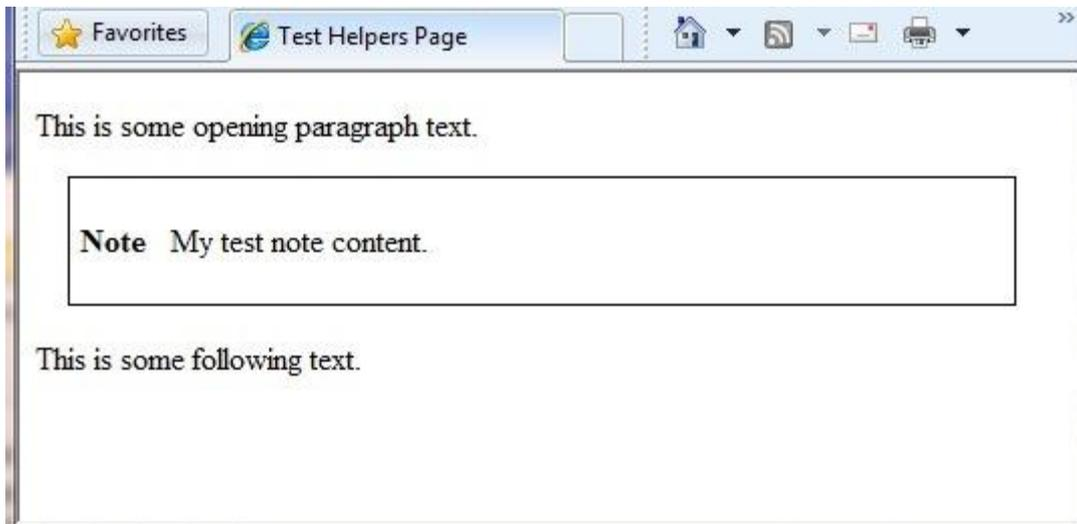 Favorites Test Helpers Page
This is some opening paragraph text.
Note My test note content.
This is some following text.